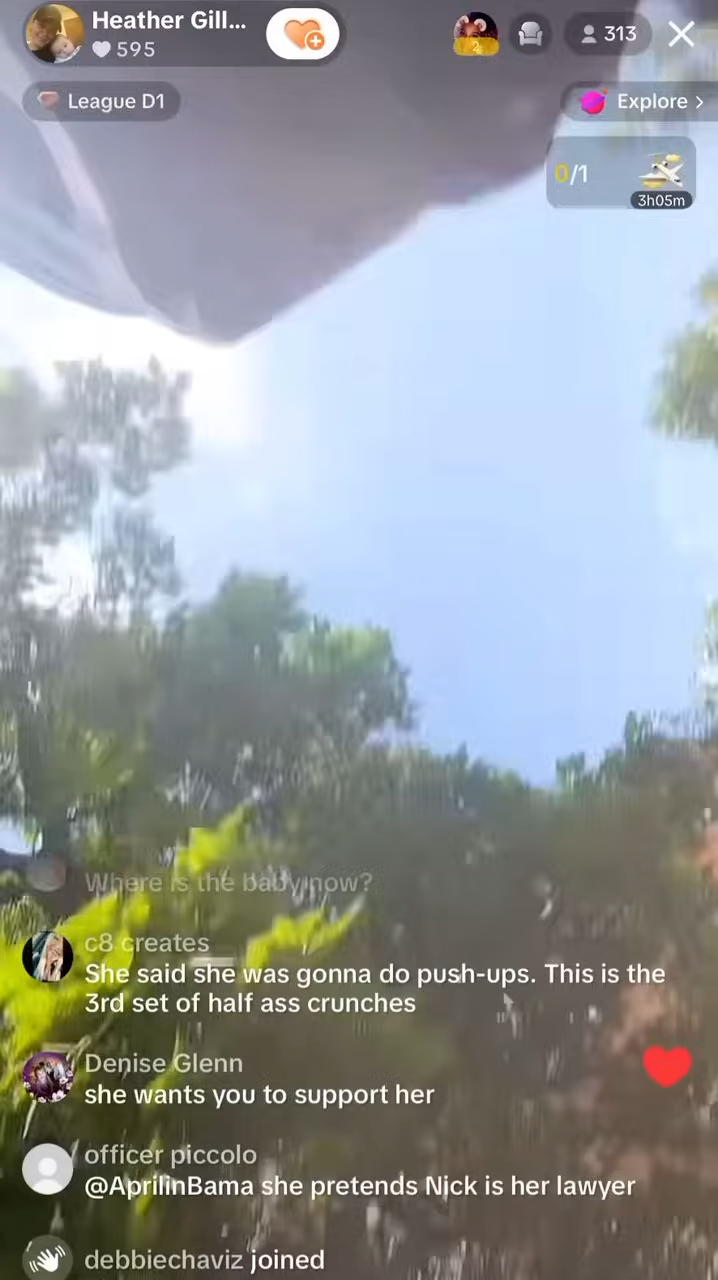 Heather Gill...
595
2
313
League D1
Explore >
0/1
3h05m
Where is the baby now?
c8 creates
She said she was gonna do push-ups. This is the
3rd set of half ass crunches
Denise Glenn
she wants you to support her
officer piccolo
@AprilinBama she pretends Nick is her lawyer
debbiechaviz joined